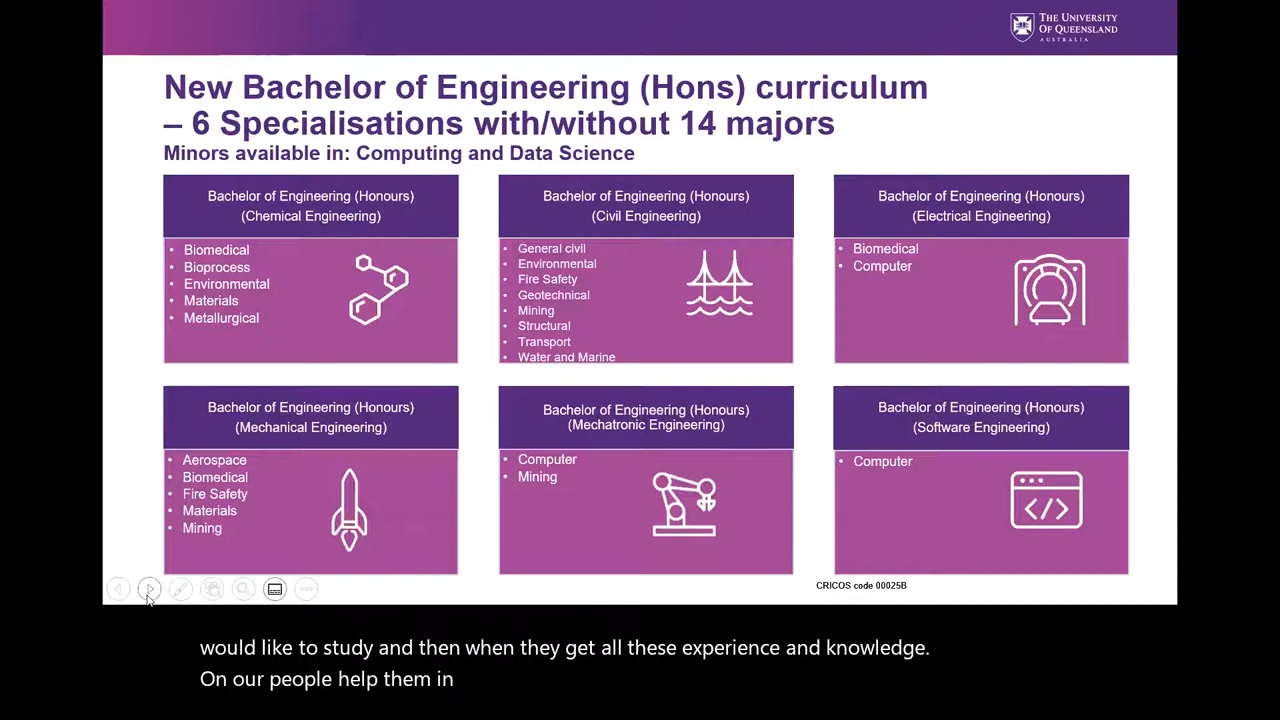 THE UNIVERSITY
OF QUEENSLAND
AUSTRALIA
New Bachelor of Engineering (Hons) curriculum
– 6 Specialisations with/without 14 majors
Minors available in: Computing and Data Science
Bachelor of Engineering (Honours)
(Chemical Engineering)
• Biomedical
• Bioprocess
• Environmental
• Materials
• Metallurgical
Bachelor of Engineering (Honours)
(Civil Engineering)
• General civil
• Environmental
• Fire Safety
• Geotechnical
• Mining
• Structural
• Transport
• Water and Marine
Bachelor of Engineering (Honours)
(Electrical Engineering)
• Biomedical
• Computer
Bachelor of Engineering (Honours)
(Mechanical Engineering)
• Aerospace
• Biomedical
• Fire Safety
• Materials
• Mining
Bachelor of Engineering (Honours)
(Mechatronic Engineering)
• Computer
• Mining
Bachelor of Engineering (Honours)
(Software Engineering)
• Computer
CRICOS code 00025B
would like to study and then when they get all these experience and knowledge.
On our people help them in